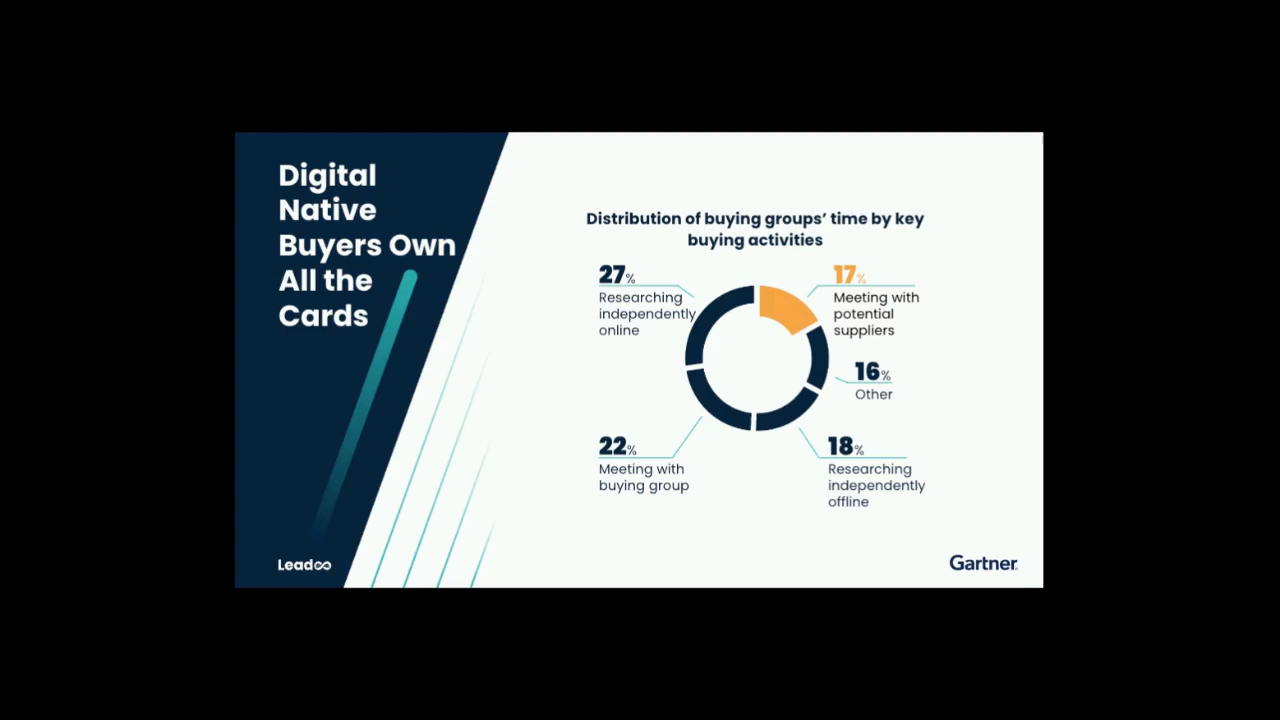 Digital
Native
Buyers Own
All the
Cards
Distribution of buying groups’ time by key
buying activities
27%
Researching
independently
online
17%
Meeting with
potential
suppliers
16%
Other
22%
Meeting with
buying group
18%
Researching
independently
offline
Leadoo
Gartner